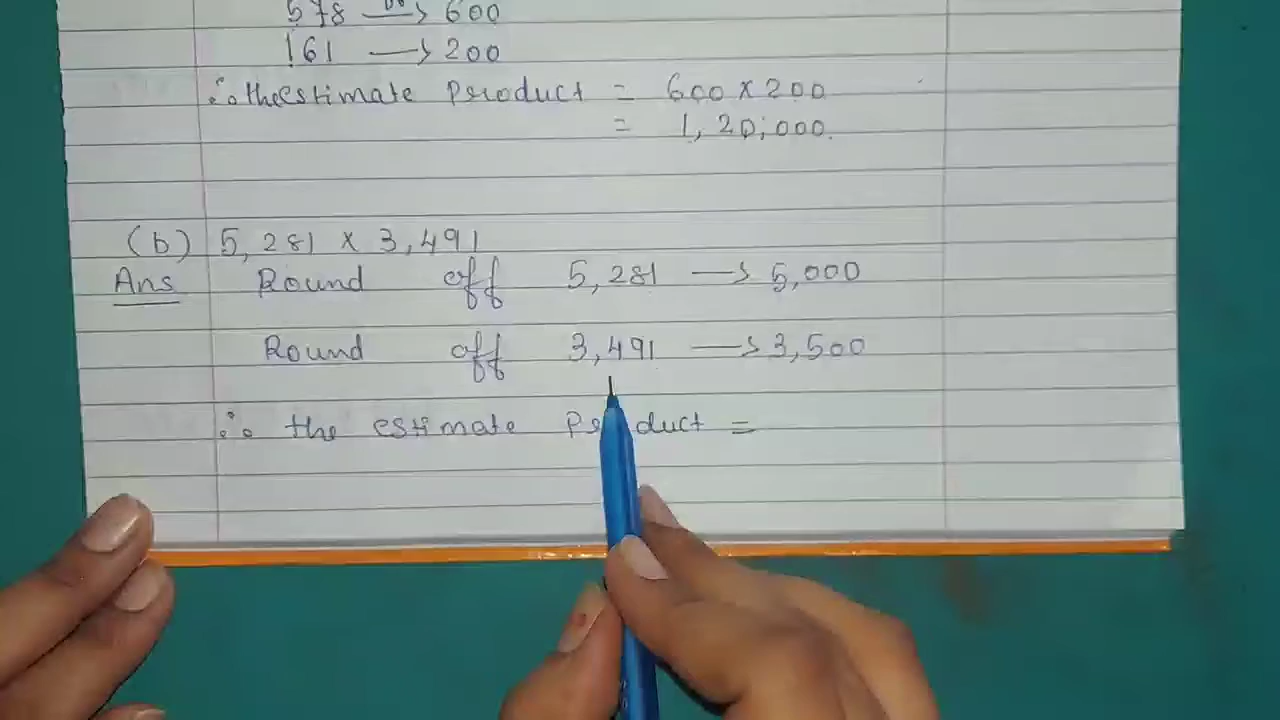 578 → 600
161 → 200
∴ the estimate product = 600 x 200
= 1,20,000.
(b) 5,281 x 3,491
Ans Round off 5,281 → 5,000
Round off 3,491 → 3,500
∴ the estimate product =